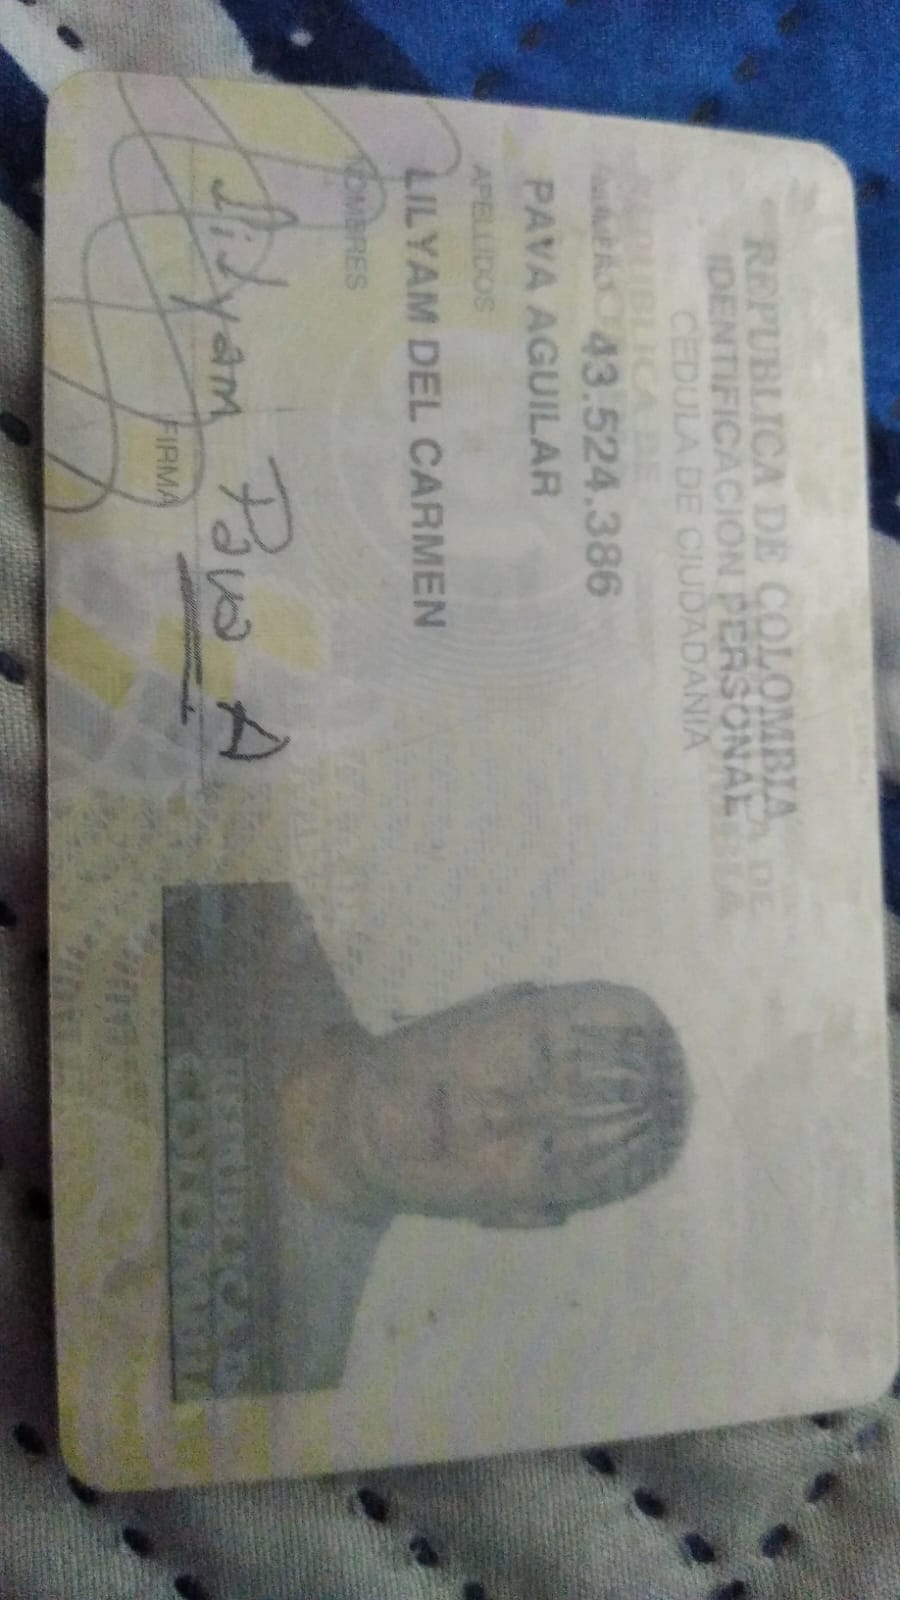 REPUBLICA DE COLOMBIA
IDENTIFICACION PERSONAL
CEDULA DE CIUDADANIA
NUMERO 43.524.386
PAVA AGUILAR
APELLIDOS
LILYAM DEL CARMEN
NOMBRES
Lilyam Pava A
FIRMA